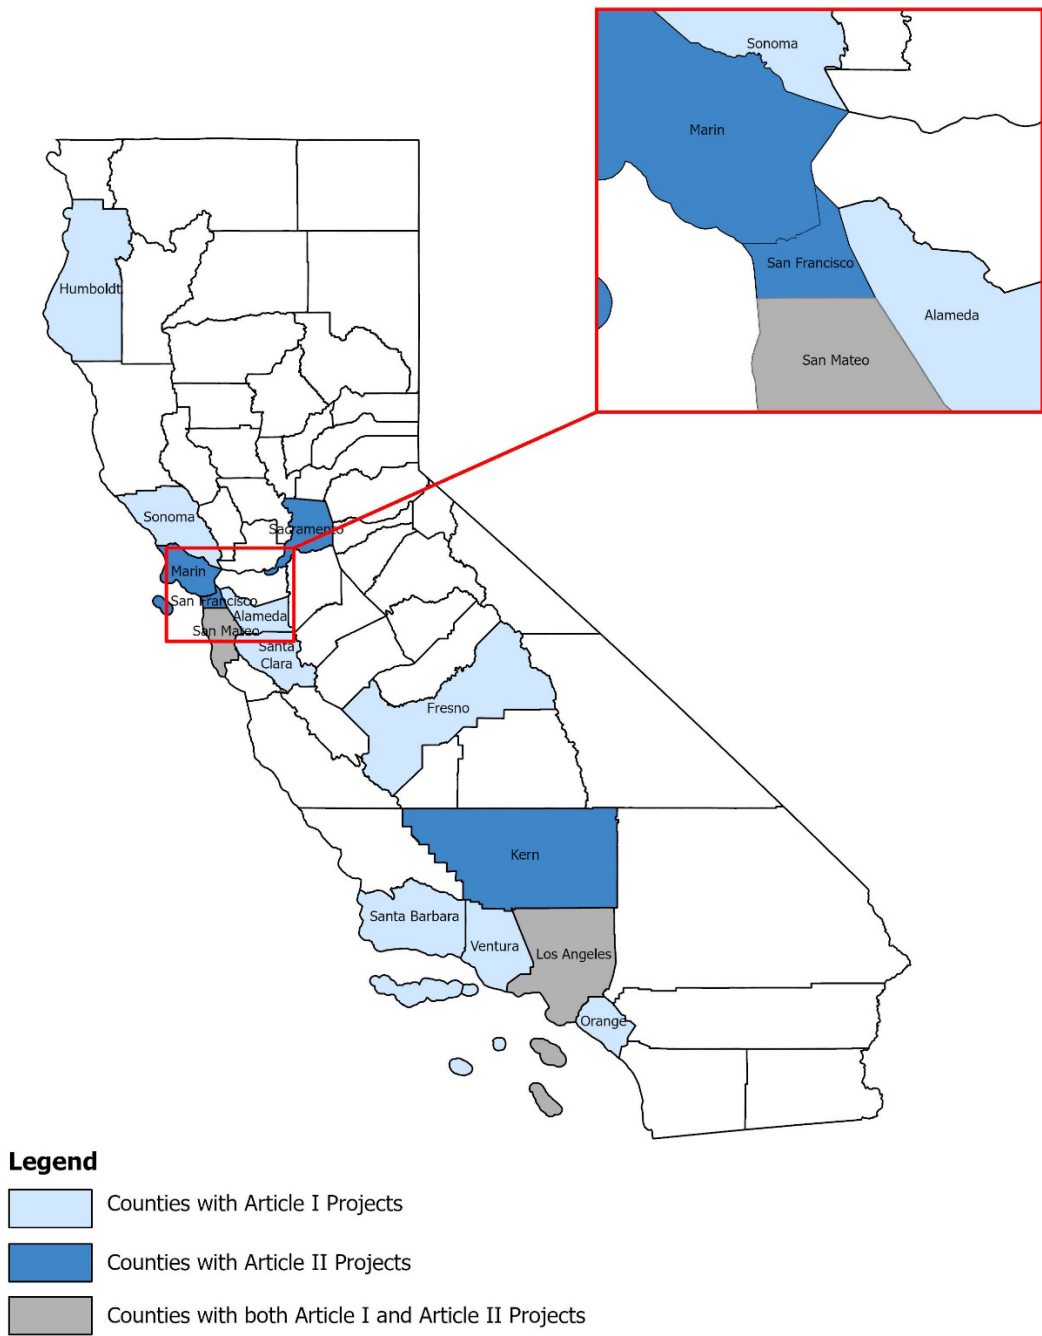 Sonoma
Marin
San Francisco
Alameda
San Mateo
Humboldt
Sonoma
Sacramento
Marin
San Francisco
Alameda
San Mateo
Santa
Clara
Fresno
Kern
Santa Barbara
Ventura
Los Angeles
Orange
Legend
Counties with Article I Projects
Counties with Article II Projects
Counties with both Article I and Article II Projects